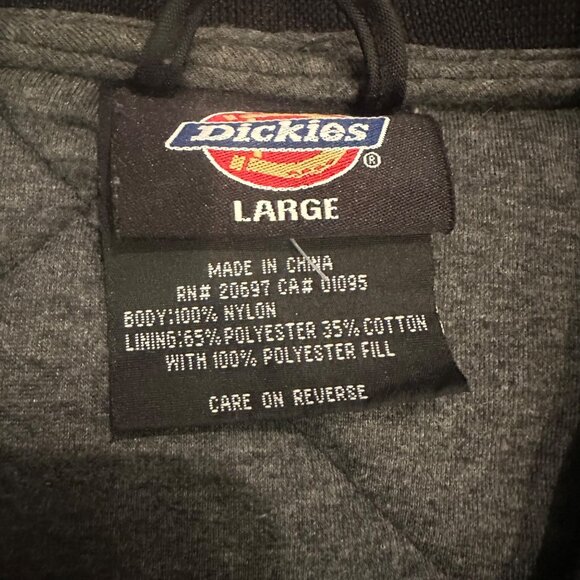 Dickies
®
LARGE
MADE IN CHINA
RN# 20697 CA# 01095
BODY:100% NYLON
LINING:65% POLYESTER 35% COTTON
WITH 100% POLYESTER FILL
CARE ON REVERSE